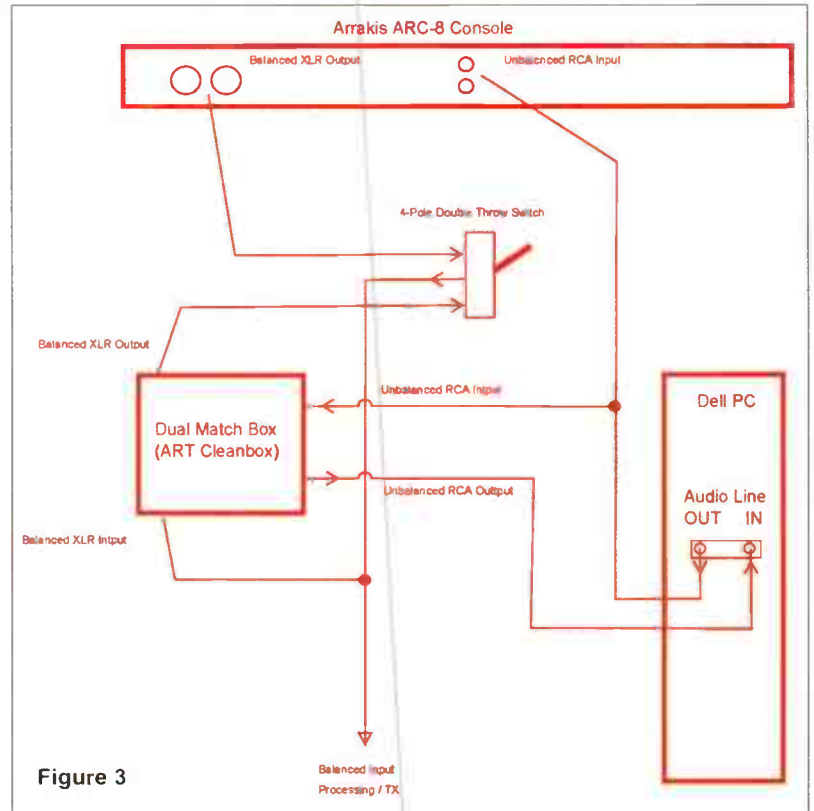 Arrakis ARC-8 Console
Balanced XLR Output
Unbalnced RCA Input
4-Pole Double Throw Switch
Balanced XLR Output
Unbalanced RCA Intput
Dual Match Box
(ART Cleanbox)
Dell PC
Audio Line
OUT IN
Unbalanced RCA Outtput
Balanced XLR Intput
Figure 3
Balanced Input
Processing / TX